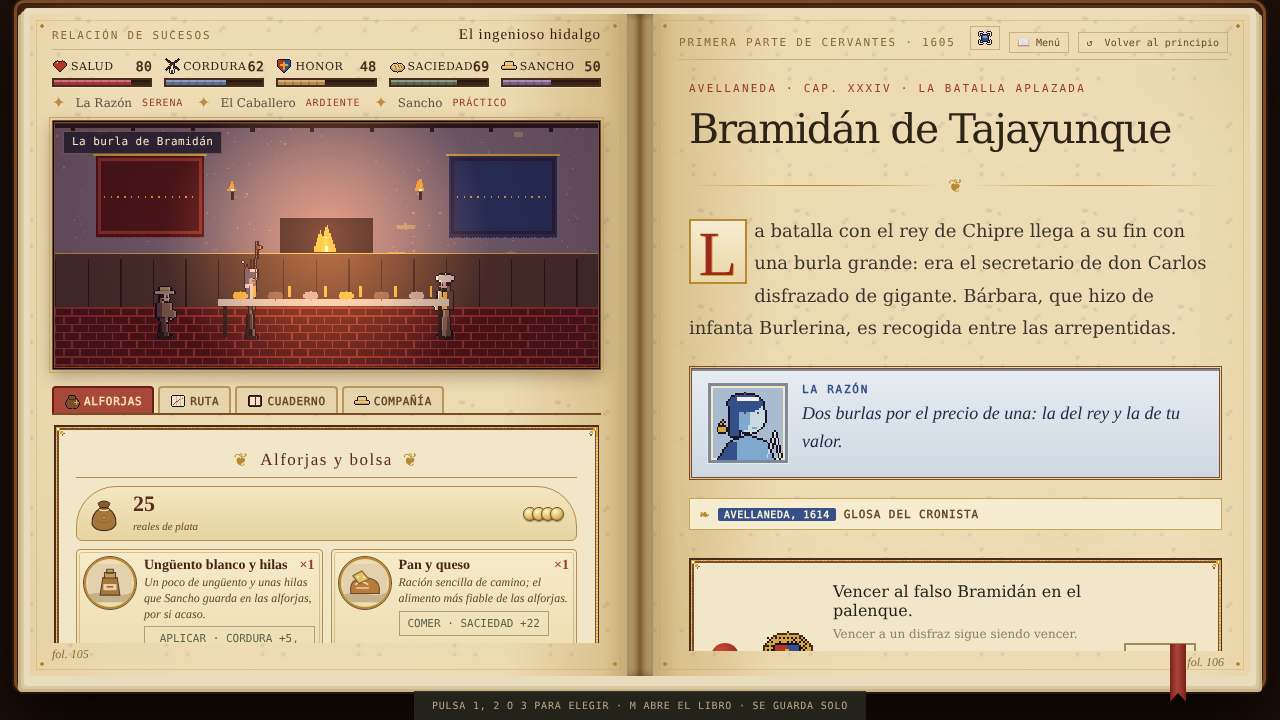 RELACIÓN DE SUCESOS
El ingenioso hidalgo
SALUD 80
CORDURA 62
HONOR 48
SACIEDAD 69
SANCHO 50
La Razón SERENA
El Caballero ARDIENTE
Sancho PRÁCTICO
La burla de Bramidán
ALFORJAS
RUTA
CUADERNO
COMPAÑÍA
Alforjas y bolsa
25
reales de plata
Ungüento blanco y hilas ×1
Un poco de ungüento y unas hilas
que Sancho guarda en las alforjas,
por si acaso.
APLICAR · CORDURA +5,
Pan y queso ×1
Ración sencilla de camino; el
alimento más fiable de las alforjas.
COMER · SACIEDAD +22
fol. 105
PRIMERA PARTE DE CERVANTES · 1605
Menú
↺ Volver al principio
AVELLANEDA · CAP. XXXIV · LA BATALLA APLAZADA
Bramidán de Tajayunque
La batalla con el rey de Chipre llega a su fin con
una burla grande: era el secretario de don Carlos
disfrazado de gigante. Bárbara, que hizo de
infanta Burlerina, es recogida entre las arrepentidas.
LA RAZÓN
Dos burlas por el precio de una: la del rey y la de tu
valor.
AVELLANEDA, 1614 GLOSA DEL CRONISTA
Vencer al falso Bramidán en el
palenque.
Vencer a un disfraz sigue siendo vencer.
fol. 106
PULSA 1, 2 O 3 PARA ELEGIR · M ABRE EL LIBRO · SE GUARDA SOLO